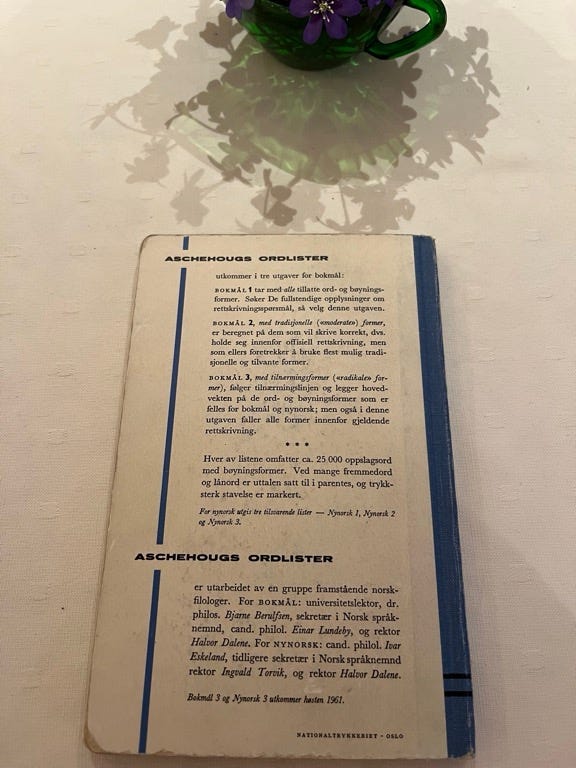 ASCHEHOUGS ORDLISTER
utkommer i tre utgaver for bokmål:
BOKMÅL 1 tar med alle tillatte ord- og bøynings-
former. Søker De fullstendige opplysninger om
rettskrivningsspørsmål, så velg denne utgaven.
BOKMÅL 2, med tradisjonelle («moderate») former,
er beregnet på dem som vil skrive korrekt, dvs.
holde seg innenfor offisiell rettskrivning, men
som ellers foretrekker å bruke flest mulig tradi-
sjonelle og tilvante former.
BOKMÅL 3, med tilnærmingsformer («radikale» for-
mer), følger tilnærmingslinjen og legger hoved-
vekten på de ord- og bøyningsformer som er
felles for bokmål og nynorsk; men også i denne
utgaven faller alle former innenfor gjeldende
rettskrivning.
* * *
Hver av listene omfatter ca. 25 000 oppslagsord
med bøyningsformer. Ved mange fremmedord
og lånord er uttalen satt til i parentes, og trykk-
sterk stavelse er markert.
For nynorsk utgis tre tilsvarende lister — Nynorsk 1, Nynorsk 2
og Nynorsk 3.
ASCHEHOUGS ORDLISTER
er utarbeidet av en gruppe framstående norsk-
filologer. For BOKMÅL: universitetslektor, dr.
philos. Bjarne Berulfsen, sekretær i Norsk språk-
nemnd, cand. philol. Einar Lundeby, og rektor
Halvor Dalene. For NYNORSK: cand. philol. Ivar
Eskeland, tidligere sekretær i Norsk språknemnd
rektor Ingvald Torvik, og rektor Halvor Dalene.
Bokmål 3 og Nynorsk 3 utkommer høsten 1961.
NATIONALTRYKKERIET - OSLO